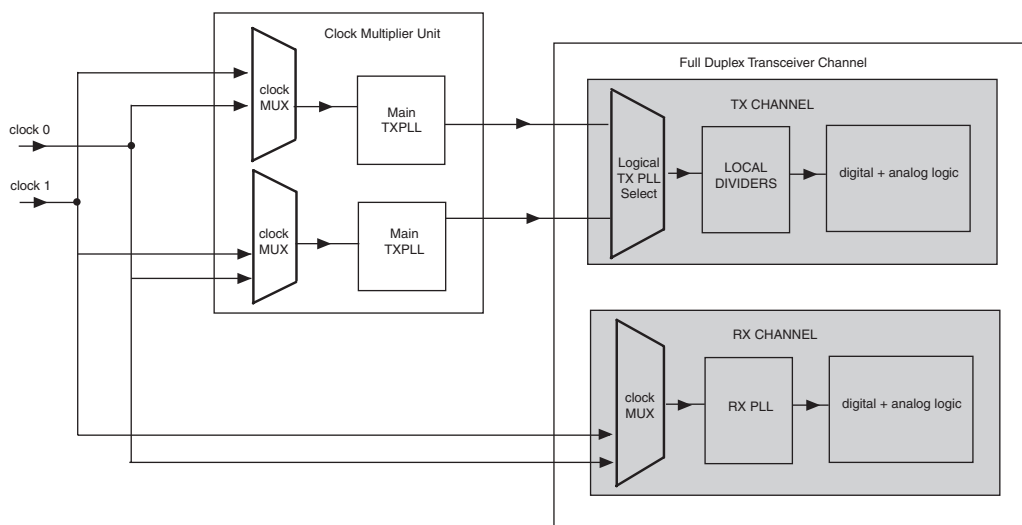 Clock Multiplier Unit
clock
MUX
Main
TXPLL
clock 0
clock 1
clock
MUX
Main
TXPLL
Full Duplex Transceiver Channel
TX CHANNEL
Logical
TX PLL
Select
LOCAL
DIVIDERS
digital + analog logic
RX CHANNEL
clock
MUX
RX PLL
digital + analog logic